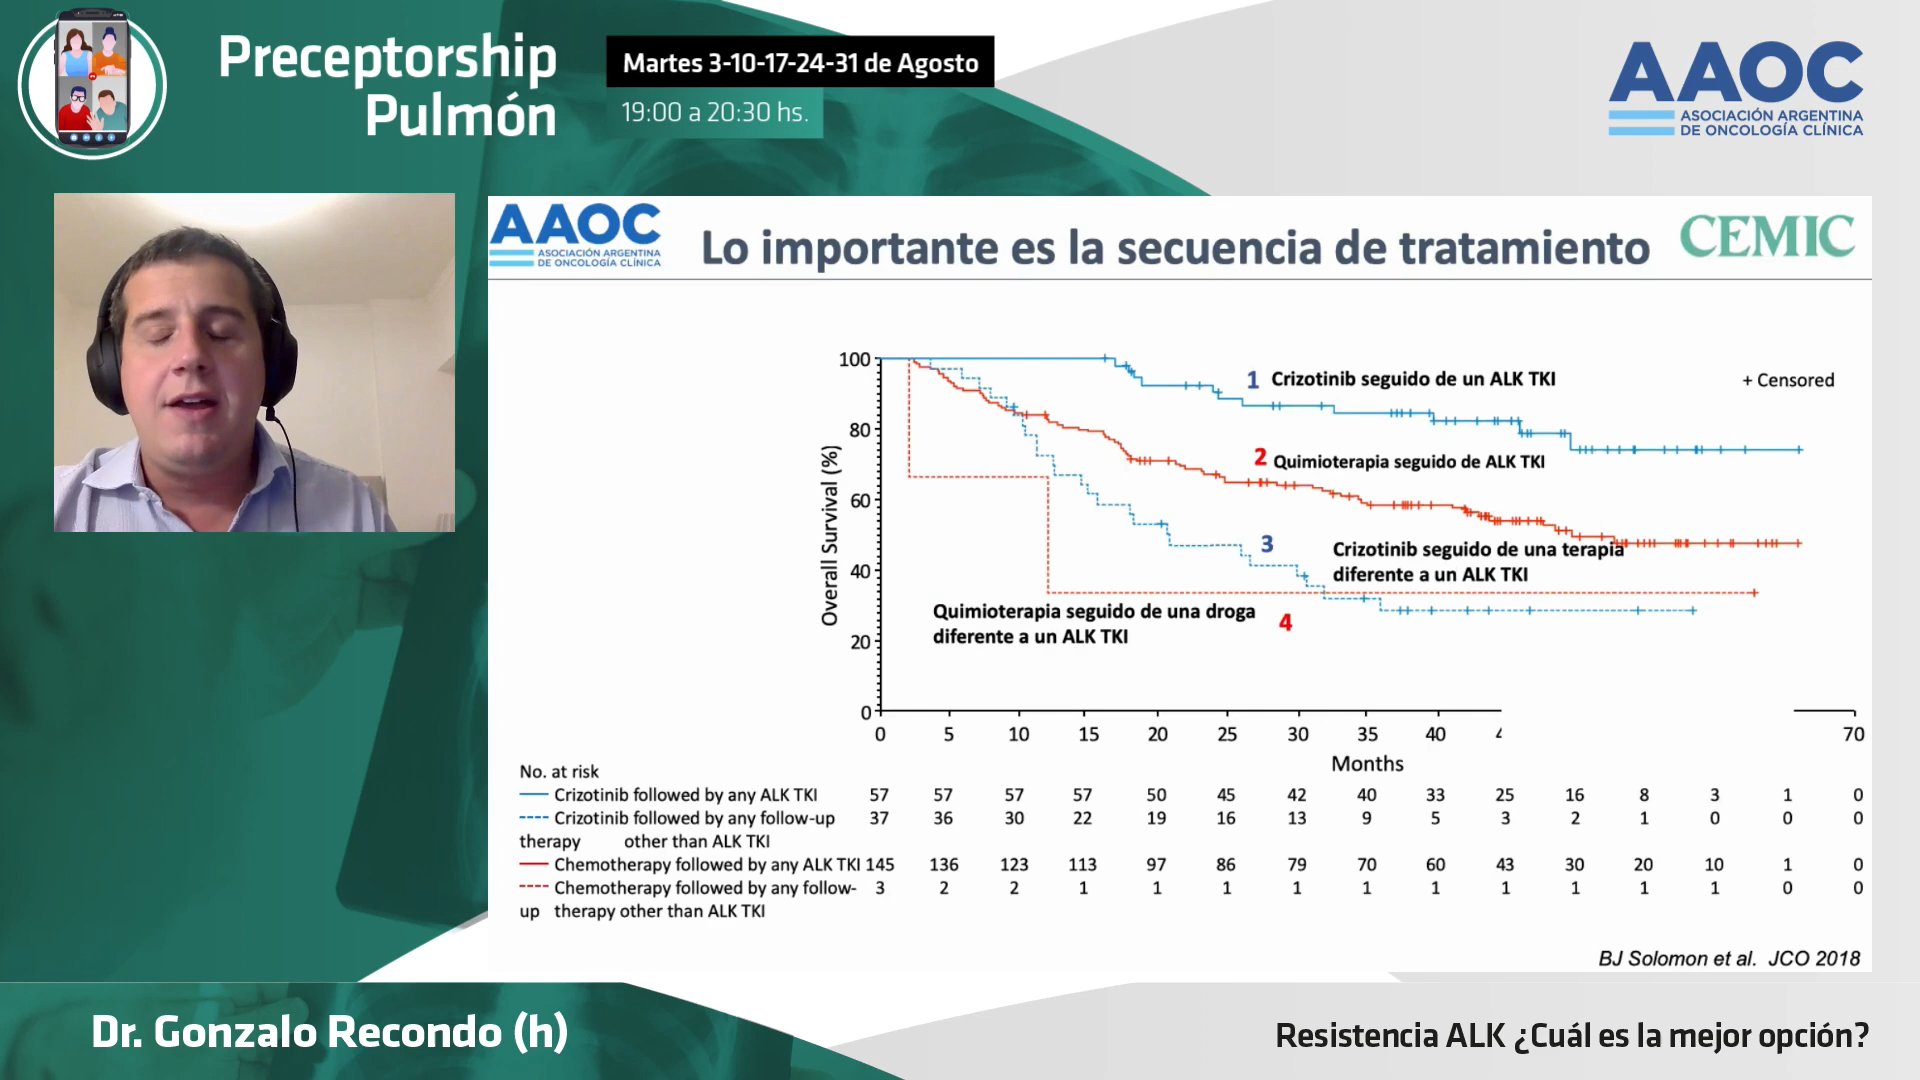 Preceptorship
Pulmón
Martes 3-10-17-24-31 de Agosto
19:00 a 20:30 hs.
AAOC
ASOCIACIÓN ARGENTINA
DE ONCOLOGÍA CLÍNICA
AAOC
ASOCIACIÓN ARGENTINA
DE ONCOLOGÍA CLÍNICA
Lo importante es la secuencia de tratamiento
CEMIC
100
80
60
40
20
0
Overall Survival (%)
1 Crizotinib seguido de un ALK TKI
+ Censored
2 Quimioterapia seguido de ALK TKI
3
Crizotinib seguido de una terapia
diferente a un ALK TKI
Quimioterapia seguido de una droga
diferente a un ALK TKI
4
0 5 10 15 20 25 30 35 40 70
Months
No. at risk
Crizotinib followed by any ALK TKI 57 57 57 57 50 45 42 40 33 25 16 8 3 1 0
Crizotinib followed by any follow-up 37 36 30 22 19 16 13 9 5 3 2 1 0 0 0
therapy other than ALK TKI
Chemotherapy followed by any ALK TKI 145 136 123 113 97 86 79 70 60 43 30 20 10 1 0
Chemotherapy followed by any follow- 3 2 2 1 1 1 1 1 1 1 1 1 1 0 0
up therapy other than ALK TKI
BJ Solomon et al. JCO 2018
Dr. Gonzalo Recondo (h)
Resistencia ALK ¿Cuál es la mejor opción?